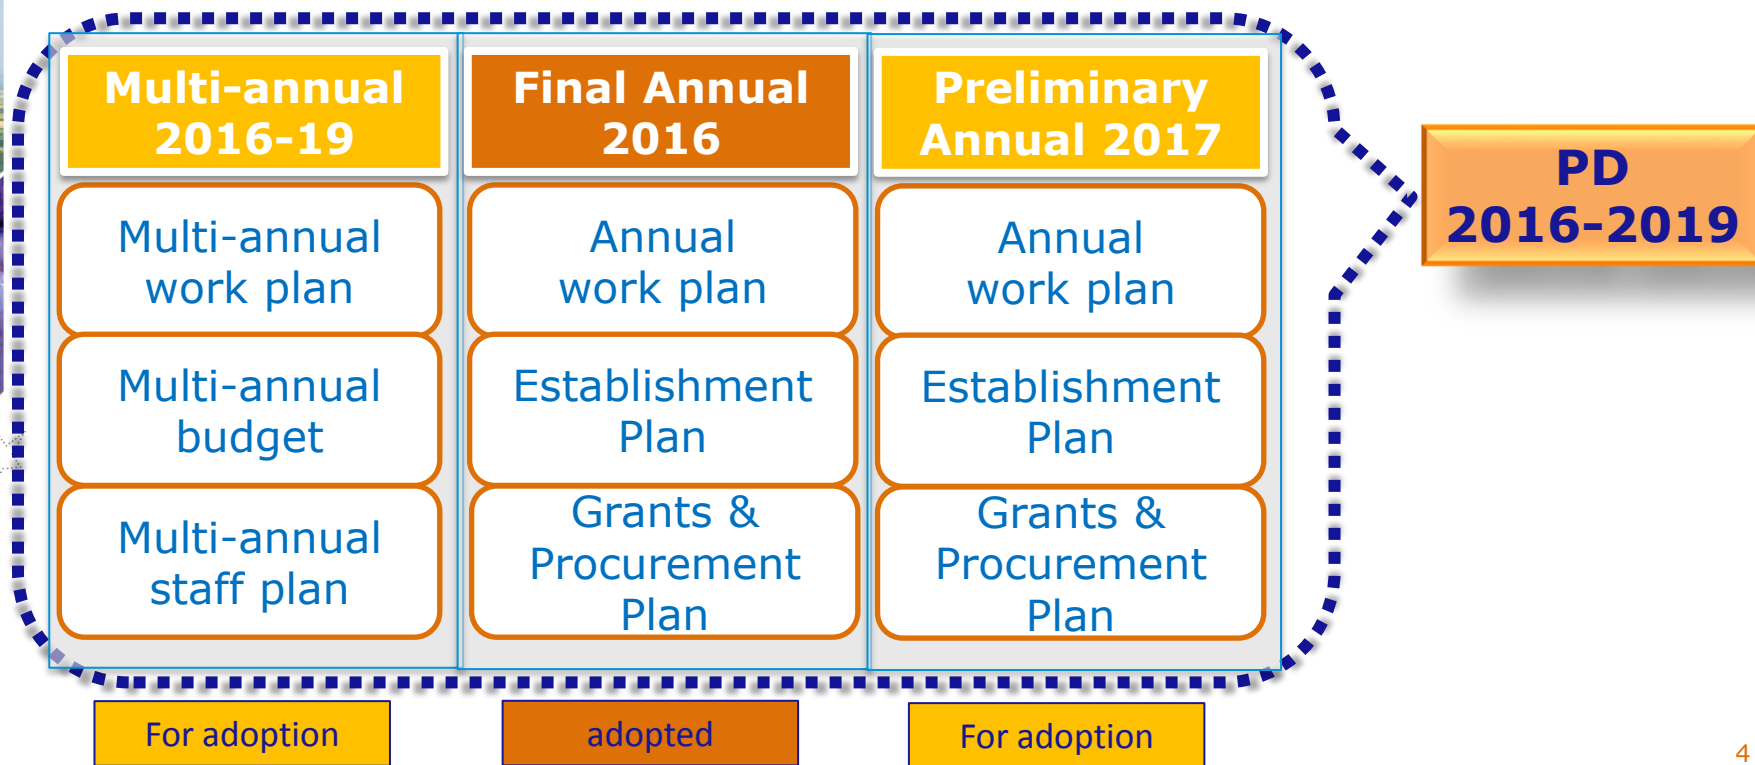 Multi-annual
2016-19
Multi-annual
work plan
Multi-annual
budget
Multi-annual
staff plan
For adoption
Final Annual
2016
Annual
work plan
Establishment
Plan
Grants &
Procurement
Plan
adopted
Preliminary
Annual 2017
Annual
work plan
Establishment
Plan
Grants &
Procurement
Plan
For adoption
PD
2016-2019
4